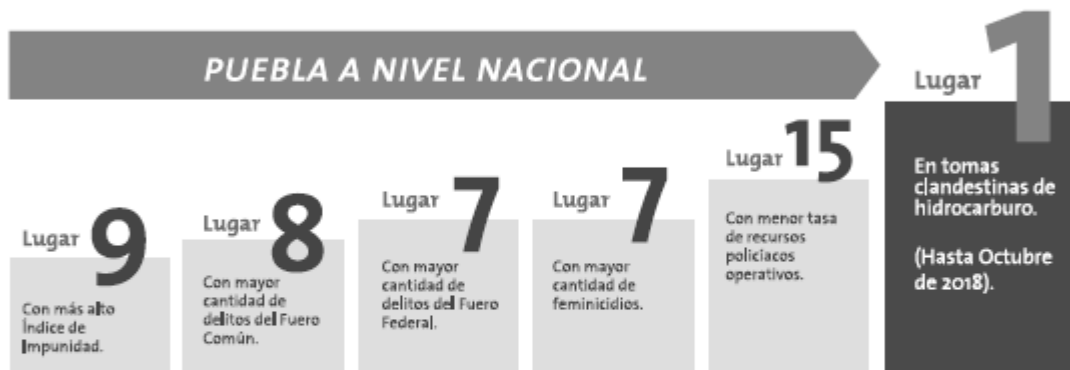 PUEBLA A NIVEL NACIONAL
Lugar 9
Con más alto
Índice de
Impunidad.
Lugar 8
Con mayor
cantidad de
delitos del Fuero
Común.
Lugar 7
Con mayor
cantidad de
delitos del Fuero
Federal.
Lugar 7
Con mayor
cantidad de
feminicidios.
Lugar 15
Con menor tasa
de recursos
policíacos
operativos.
Lugar 1
En tomas
clandestinas de
hidrocarburo.
(Hasta Octubre
de 2018).